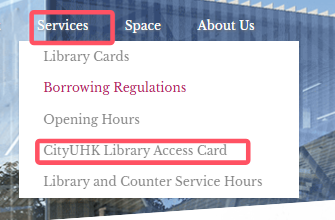 Services Space About Us
Library Cards
Borrowing Regulations
Opening Hours
CityUHK Library Access Card
Library and Counter Service Hours